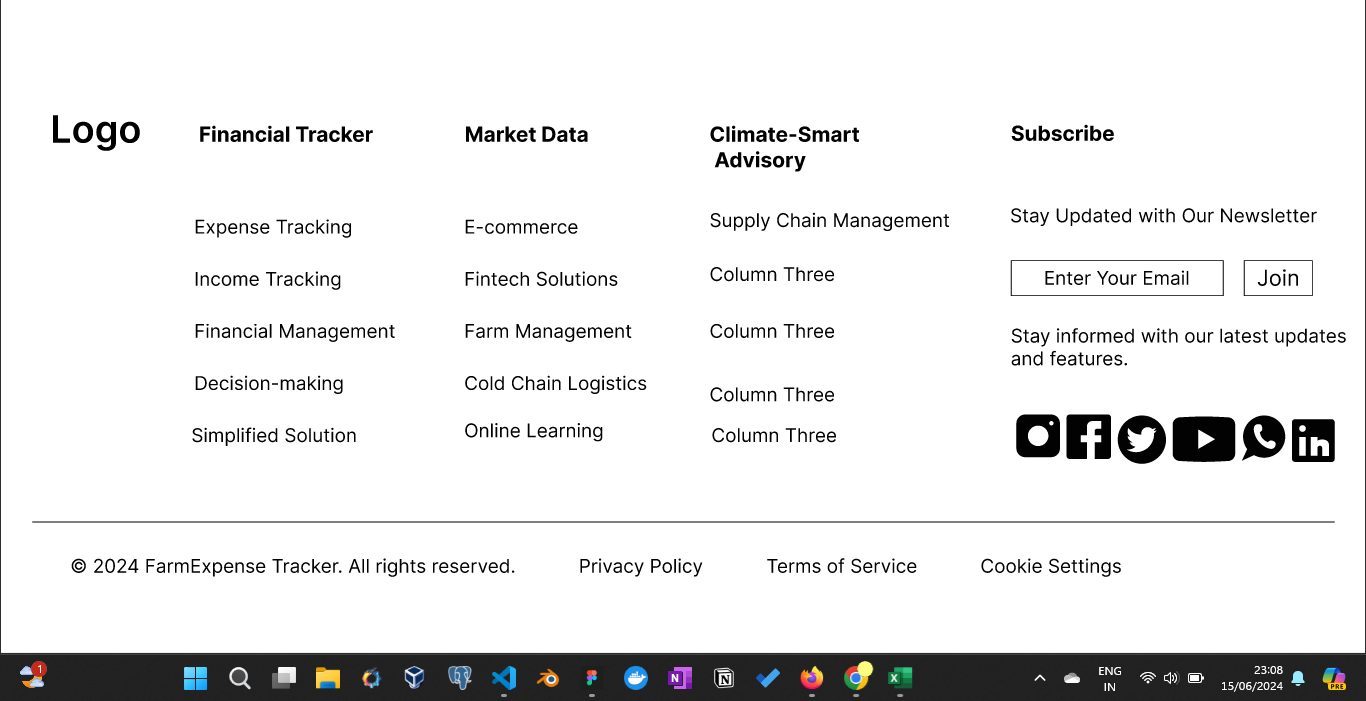 Logo
Financial Tracker
Expense Tracking
Income Tracking
Financial Management
Decision-making
Simplified Solution
Market Data
E-commerce
Fintech Solutions
Farm Management
Cold Chain Logistics
Online Learning
Climate-Smart
Advisory
Supply Chain Management
Column Three
Column Three
Column Three
Column Three
Subscribe
Stay Updated with Our Newsletter
Enter Your Email
Join
Stay informed with our latest updates
and features.
© 2024 FarmExpense Tracker. All rights reserved.
Privacy Policy
Terms of Service
Cookie Settings
1
N
X
ENG
IN
23:08
15/06/2024
PRE